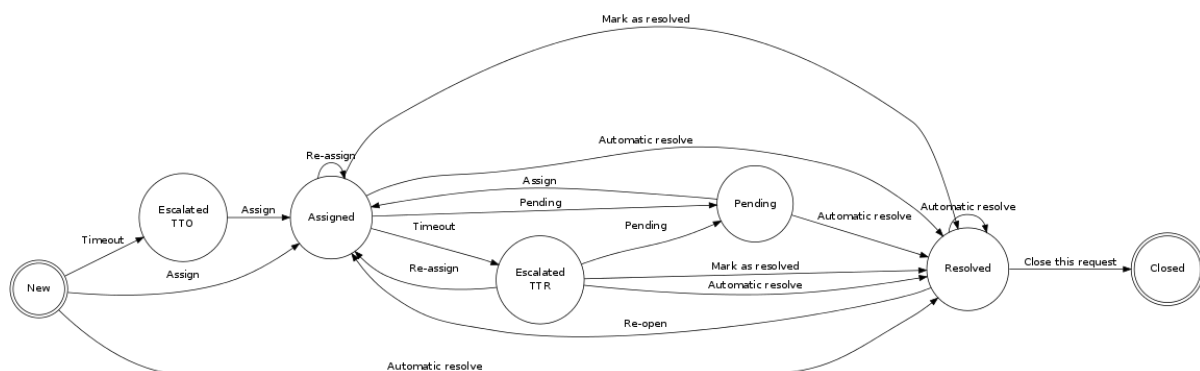 Mark as resolved
Automatic resolve
Re-assign
Assign
Pending
Escalated
TTO
Assign
Assigned
Pending
Automatic resolve
Automatic resolve
Timeout
Pending
Timeout
Assign
Re-assign
Escalated
TTR
Mark as resolved
Automatic resolve
Resolved
Close this request
Closed
New
Re-open
Automatic resolve